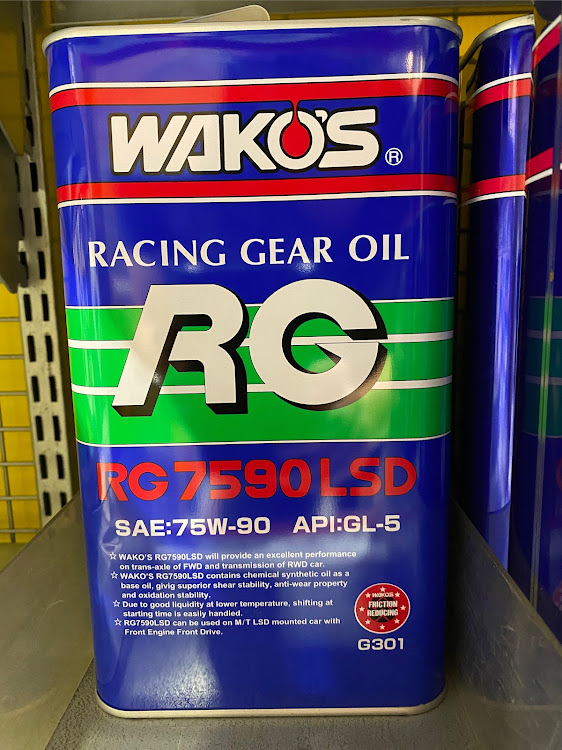 WAKO'S ®
RACING GEAR OIL
RG
RG7590LSD
SAE:75W-90 API:GL-5
☆WAKO'S RG7590LSD will provide an excellent performance
on trans-axle of FWD and transmission of RWD car.
☆WAKO'S RG7590LSD contains chemical synthetic oil as a
base oil, givig superior shear stability, anti-wear property
and oxidation stability.
☆Due to good liquidity at lower temperature, shifting at
starting time is easily handled.
☆RG7590LSD can be used on M/T LSD mounted car with
Front Engine Front Drive.
WAKO'S
FRICTION
REDUCING
G301